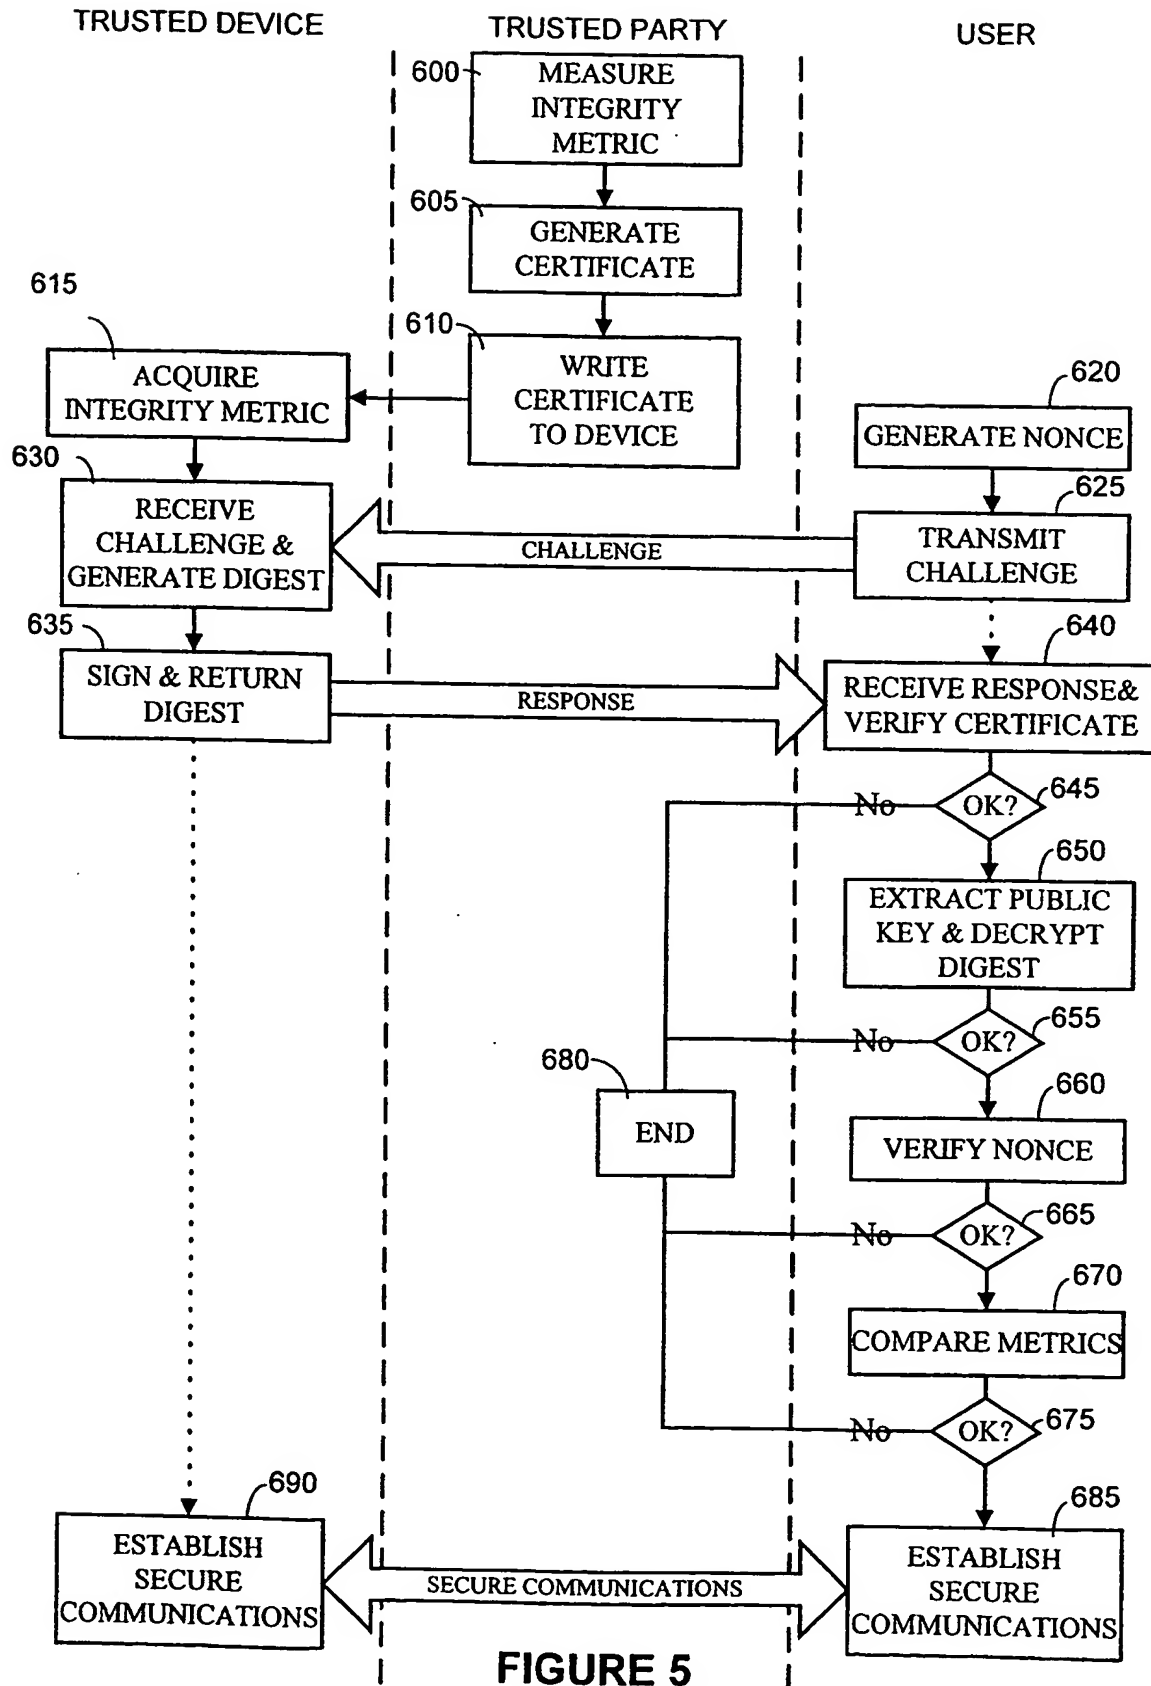 TRUSTED DEVICE
TRUSTED PARTY
USER
600
MEASURE
INTEGRITY
METRIC
605
GENERATE
CERTIFICATE
615
610
ACQUIRE
INTEGRITY METRIC
WRITE
CERTIFICATE
TO DEVICE
620
GENERATE NONCE
630
625
RECEIVE
CHALLENGE &
GENERATE DIGEST
CHALLENGE
TRANSMIT
CHALLENGE
635
640
SIGN & RETURN
DIGEST
RESPONSE
RECEIVE RESPONSE&
VERIFY CERTIFICATE
No
OK?
645
650
EXTRACT PUBLIC
KEY & DECRYPT
DIGEST
No
OK?
655
680
END
660
VERIFY NONCE
No
OK?
665
670
COMPARE METRICS
No
OK?
675
690
685
ESTABLISH
SECURE
COMMUNICATIONS
SECURE COMMUNICATIONS
ESTABLISH
SECURE
COMMUNICATIONS
FIGURE 5